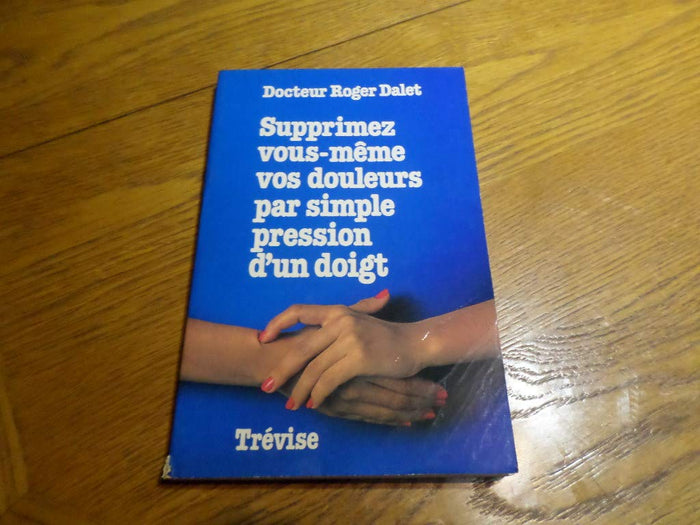 Docteur Roger Dalet
Supprimez
vous-même
vos douleurs
par simple
pression
d'un doigt
Trévise